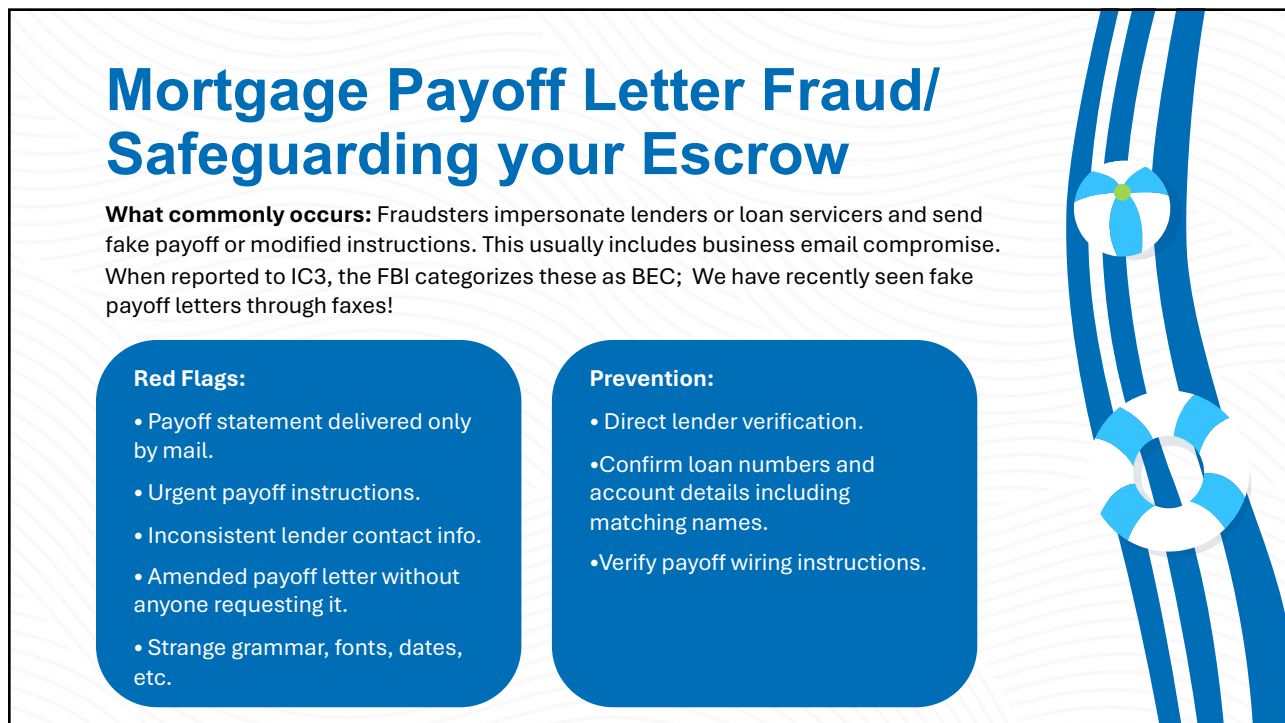 Mortgage Payoff Letter Fraud/
Safeguarding your Escrow
What commonly occurs: Fraudsters impersonate lenders or loan servicers and send
fake payoff or modified instructions. This usually includes business email compromise.
When reported to IC3, the FBI categorizes these as BEC;  We have recently seen fake
payoff letters through faxes!
Red Flags:
• Payoff statement delivered only
by mail.
• Urgent payoff instructions.
• Inconsistent lender contact info.
• Amended payoff letter without
anyone requesting it.
• Strange grammar, fonts, dates,
etc.
Prevention:
• Direct lender verification.
•Confirm loan numbers and
account details including
matching names.
•Verify payoff wiring instructions.